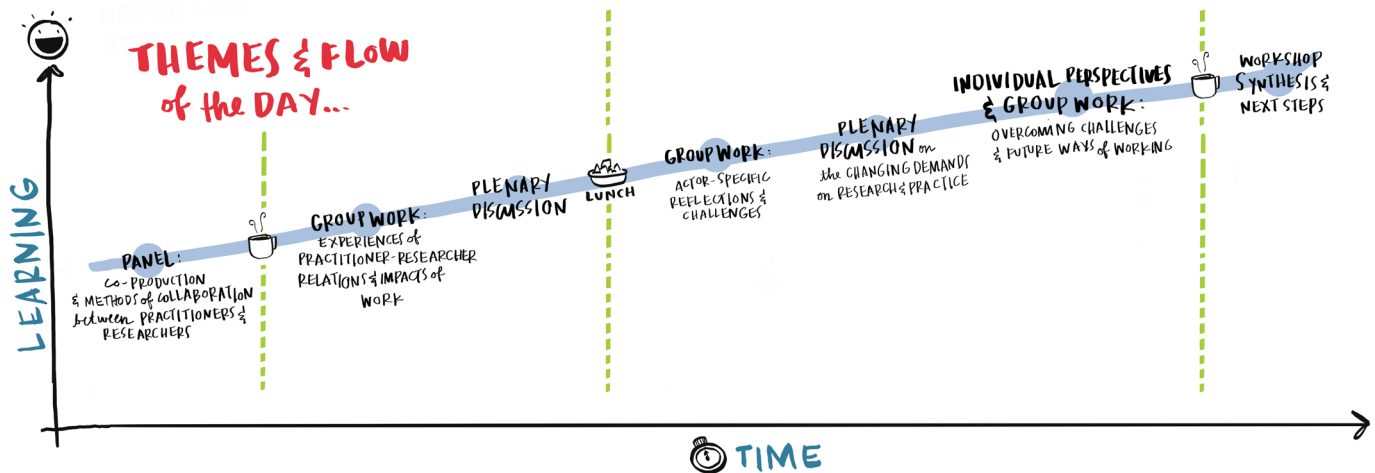 THEMES & FLOW
of the DAY...
LEARNING
PANEL:
CO-PRODUCTION
& METHODS of COLLABORATION
between PRACTITIONERS &
RESEARCHERS
GROUP WORK:
EXPERIENCES of
PRACTITIONER-RESEARCHER
RELATIONS & IMPACTS of
WORK
PLENARY
DISCUSSION
LUNCH
GROUP WORK:
ACTOR-SPECIFIC
REFLECTIONS &
CHALLENGES
PLENARY
DISCUSSION on
the CHANGING DEMANDS
on RESEARCH & PRACTICE
INDIVIDUAL PERSPECTIVES
& GROUP WORK:
OVERCOMING CHALLENGES
& FUTURE WAYS of WORKING
WORKSHOP
SYNTHESIS &
NEXT STEPS
TIME